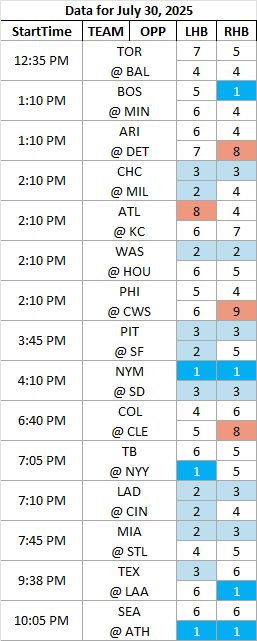 Data for July 30, 2025
StartTime TEAM OPP LHB RHB
12:35 PM
TOR 7 5
@ BAL 4 4
1:10 PM
BOS 5 1
@ MIN 6 4
1:10 PM
ARI 6 4
@ DET 7 8
2:10 PM
CHC 3 3
@ MIL 2 4
2:10 PM
ATL 8 4
@ KC 6 7
2:10 PM
WAS 2 2
@ HOU 6 5
2:10 PM
PHI 5 4
@ CWS 6 9
3:45 PM
PIT 3 3
@ SF 2 5
4:10 PM
NYM 1 1
@ SD 3 3
6:40 PM
COL 4 6
@ CLE 5 8
7:05 PM
TB 6 5
@ NYY 1 5
7:10 PM
LAD 2 3
@ CIN 2 4
7:45 PM
MIA 2 3
@ STL 4 5
9:38 PM
TEX 3 6
@ LAA 6 1
10:05 PM
SEA 6 6
@ ATH 1 1